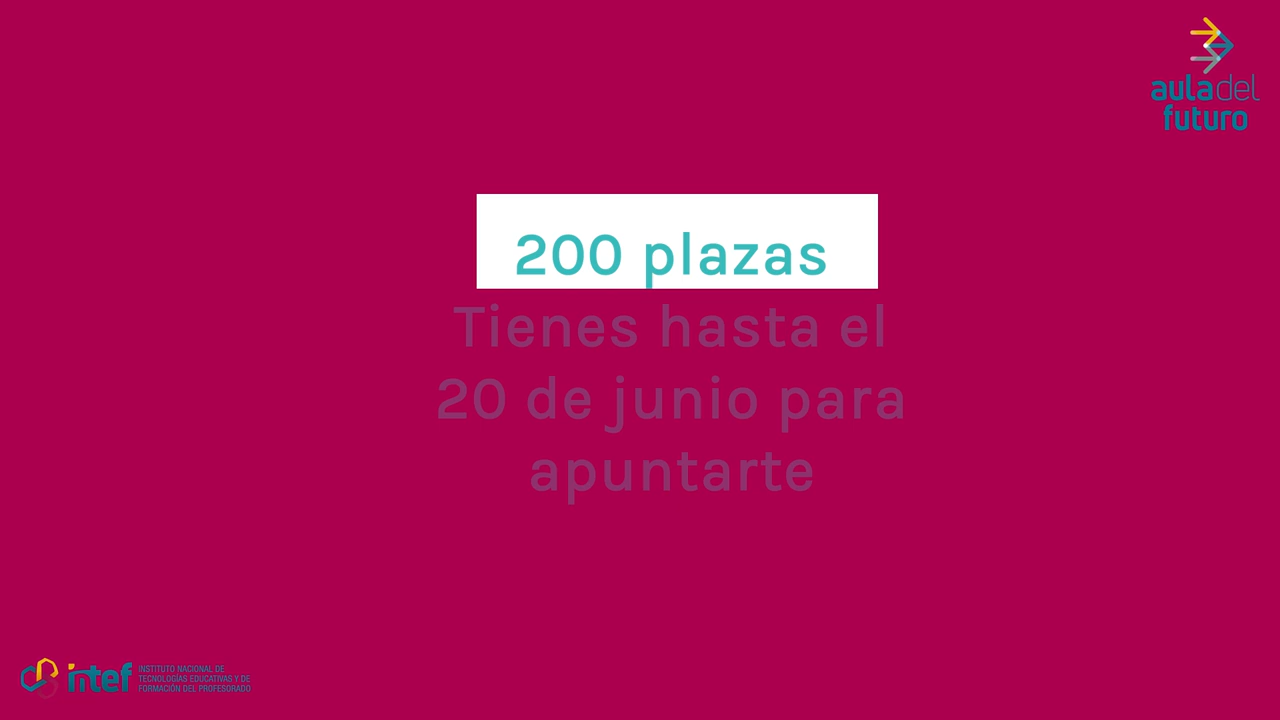 aula del
futuro
200 plazas
Tienes hasta el
20 de junio para
apuntarte
intef
INSTITUTO NACIONAL DE
TECNOLOGÍAS EDUCATIVAS Y DE
FORMACIÓN DEL PROFESORADO